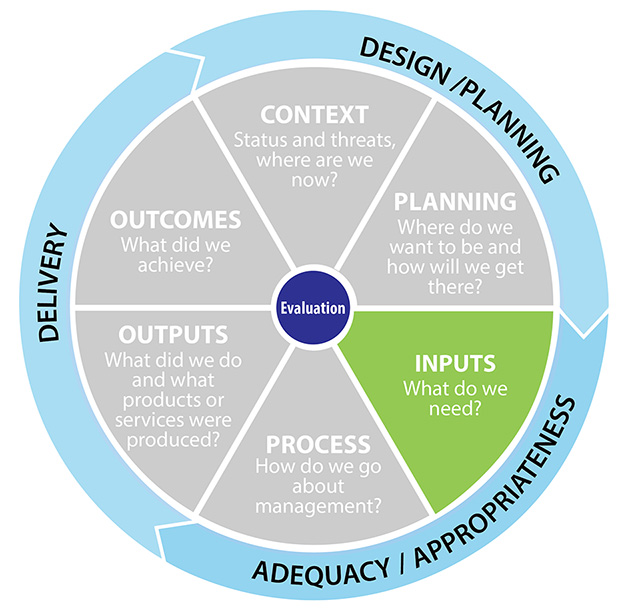 DESIGN /PLANNING
CONTEXT
Status and threats,
where are we
now?
PLANNING
Where do we
want to be and
how will we get
there?
INPUTS
What do we
need?
ADEQUACY / APPROPRIATENESS
PROCESS
How do we go
about
management?
OUTPUTS
What did we do
and what
products or
services were
produced?
OUTCOMES
What did we
achieve?
DELIVERY
Evaluation